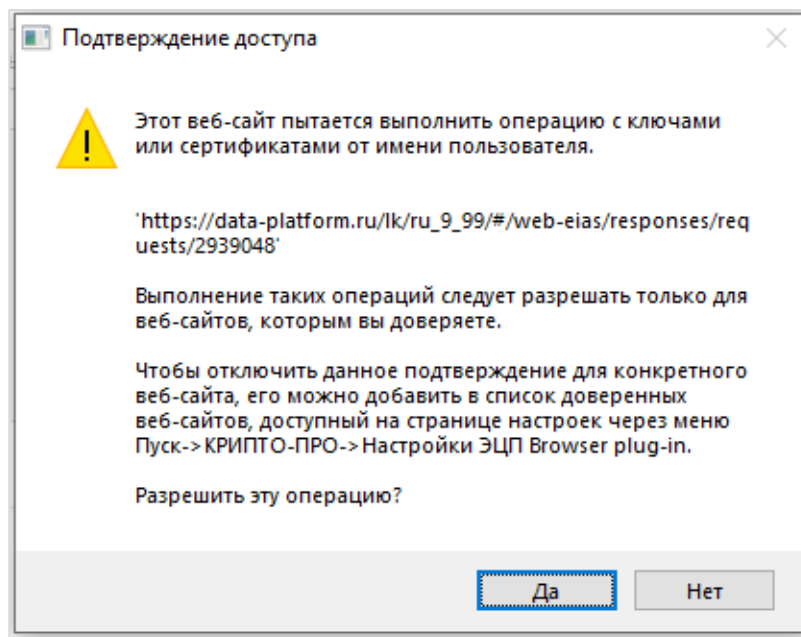 Подтверждение доступа
Этот веб-сайт пытается выполнить операцию с ключами
или сертификатами от имени пользователя.
'https://data-platform.ru/lk/ru_9_99/#/web-eias/responses/req
uests/2939048'
Выполнение таких операций следует разрешать только для
веб-сайтов, которым вы доверяете.
Чтобы отключить данное подтверждение для конкретного
веб-сайта, его можно добавить в список доверенных
веб-сайтов, доступный на странице настроек через меню
Пуск->КРИПТО-ПРО->Настройки ЭЦП Browser plug-in.
Разрешить эту операцию?
Да
Нет